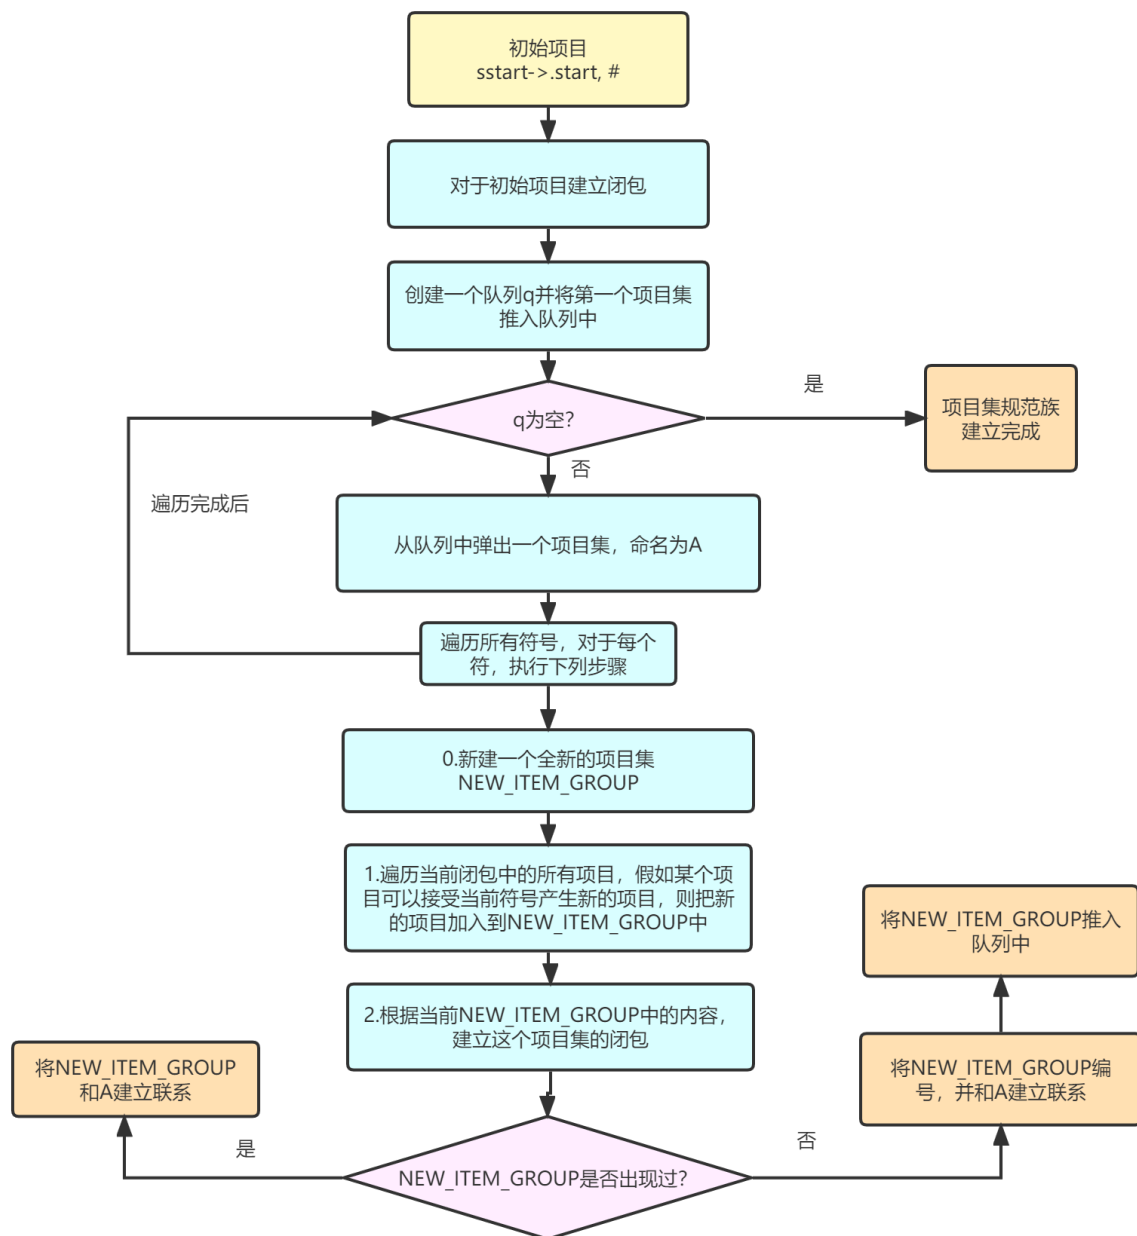 初始项目
sstart->.start, #
对于初始项目建立闭包
创建一个队列q并将第一个项目集
推入队列中
q为空?
是
项目集规范族
建立完成
否
遍历完成后
从队列中弹出一个项目集，命名为A
遍历所有符号，对于每个
符，执行下列步骤
0.新建一个全新的项目集
NEW_ITEM_GROUP
1.遍历当前闭包中的所有项目，假如某个项
目可以接受当前符号产生新的项目，则把新
的项目加入到NEW_ITEM_GROUP中
将NEW_ITEM_GROUP推入
队列中
2.根据当前NEW_ITEM_GROUP中的内容，
建立这个项目集的闭包
将NEW_ITEM_GROUP
和A建立联系
将NEW_ITEM_GROUP编
号，并和A建立联系
是
否
NEW_ITEM_GROUP是否出现过?